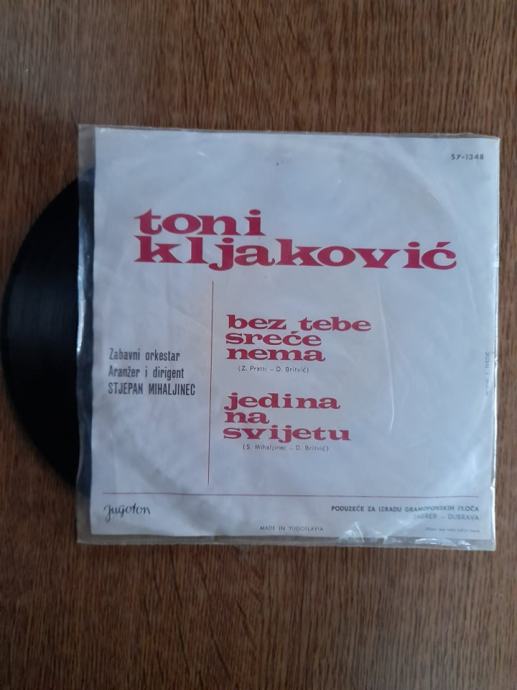 SY-1348
toni
kljaković
bez tebe
sreće
nema
(Z. Pratti – D. Britvić)
Zabavni orkestar
Aranžer i dirigent
STJEPAN MIHALJINEC
jedina
na
svijetu
(S. Mihaljinec – D. Britvić)
Jugoton
PODUZEĆE ZA IZRADU GRAMOFONSKIH PLOČA
ZAGREB – DUBRAVA
MADE IN YUGOSLAVIA